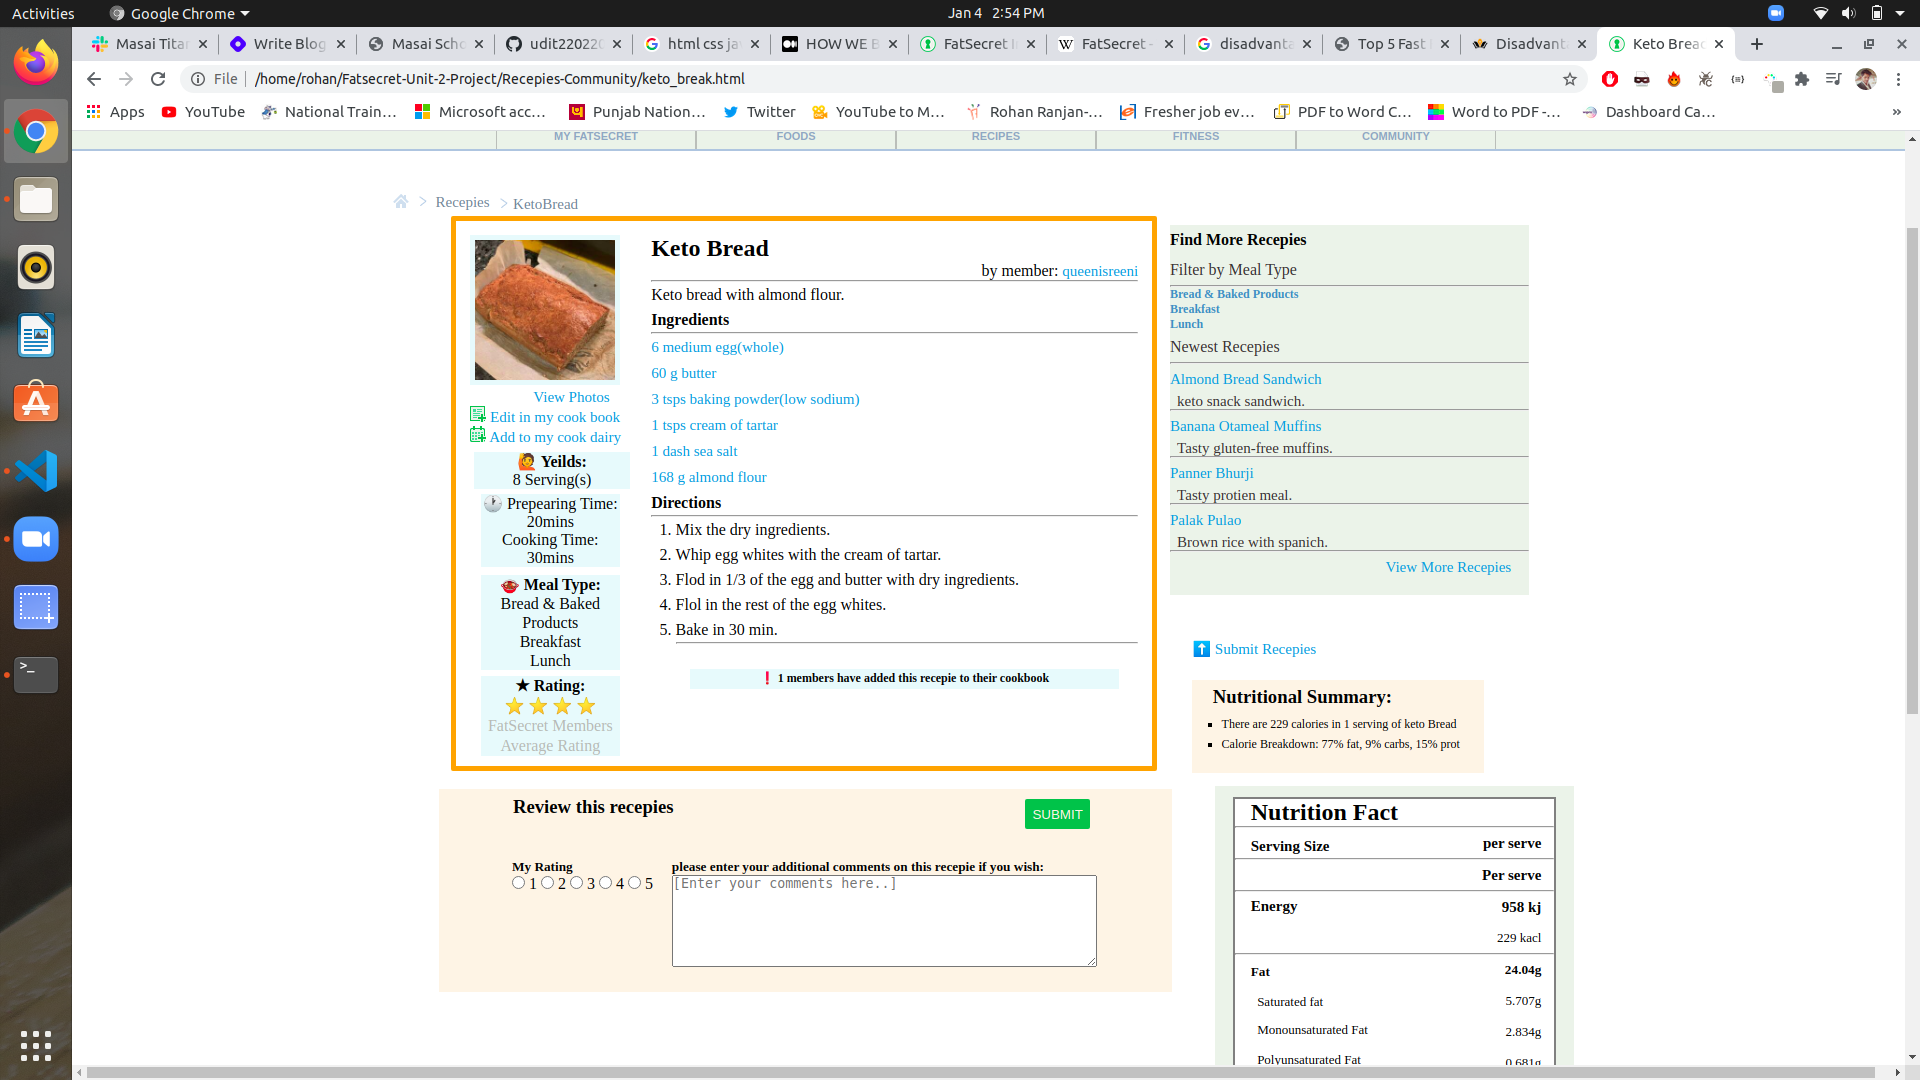 Activities
Google Chrome
Jan 4 2:54 PM
Masai Titan
Write Blog
Masai Scho
udit220220
html css ja
HOW WE B
FatSecret I
FatSecret -
disadvanta
Top 5 Fast
Disadvant
Keto Bread
File
/home/rohan/Fatsecret-Unit-2-Project/Recepies-Community/keto_break.html
Apps
YouTube
National Train...
Microsoft acc...
Punjab Nation...
Twitter
YouTube to M...
Rohan Ranjan-...
Fresher job ev...
PDF to Word C...
Word to PDF -...
Dashboard Ca...
»
MY FATSECRET
FOODS
RECIPES
FITNESS
COMMUNITY
Recepies
KetoBread
Keto Bread
by member: queenisreeni
Keto bread with almond flour.
Ingredients
6 medium egg(whole)
60 g butter
3 tsps baking powder(low sodium)
1 tsps cream of tartar
1 dash sea salt
168 g almond flour
Directions
1. Mix the dry ingredients.
2. Whip egg whites with the cream of tartar.
3. Flod in 1/3 of the egg and butter with dry ingredients.
4. Flol in the rest of the egg whites.
5. Bake in 30 min.
❗ 1 members have added this recepie to their cookbook
View Photos
Edit in my cook book
Add to my cook dairy
Yeilds:
8 Serving(s)
Prepearing Time:
20mins
Cooking Time:
30mins
Meal Type:
Bread & Baked
Products
Breakfast
Lunch
★ Rating:
FatSecret Members
Average Rating
Find More Recepies
Filter by Meal Type
Bread & Baked Products
Breakfast
Lunch
Newest Recepies
Almond Bread Sandwich
keto snack sandwich.
Banana Otameal Muffins
Tasty gluten-free muffins.
Panner Bhurji
Tasty protien meal.
Palak Pulao
Brown rice with spanich.
View More Recepies
Submit Recepies
Nutritional Summary:
There are 229 calories in 1 serving of keto Bread
Calorie Breakdown: 77% fat, 9% carbs, 15% prot
Review this recepies
SUBMIT
My Rating
1 2 3 4 5
please enter your additional comments on this recepie if you wish:
[Enter your comments here..]
Nutrition Fact
Serving Size per serve
Per serve
Energy 958 kj
229 kacl
Fat 24.04g
Saturated fat 5.707g
Monounsaturated Fat 2.834g
Polyunsaturated Fat 0.681g